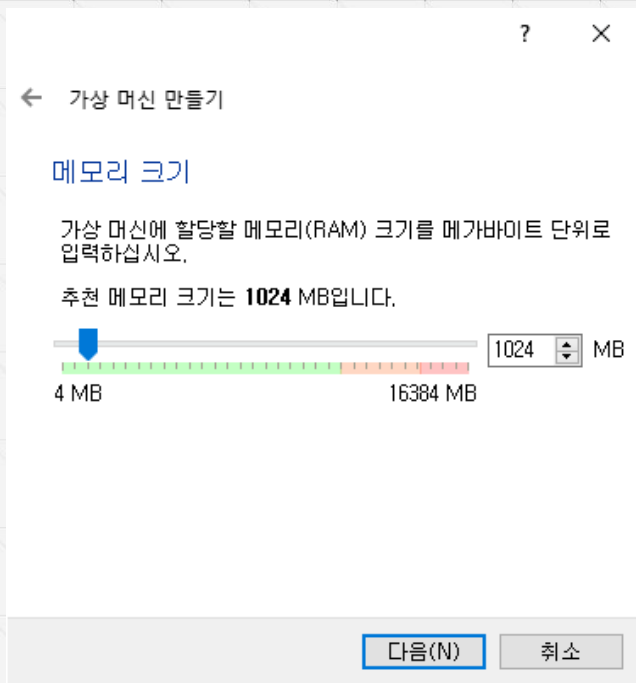 ?
가상 머신 만들기
메모리 크기
가상 머신에 할당할 메모리(RAM) 크기를 메가바이트 단위로
입력하십시오.
추천 메모리 크기는 1024 MB입니다.
1024 MB
4 MB 16384 MB
다음(N) 취소